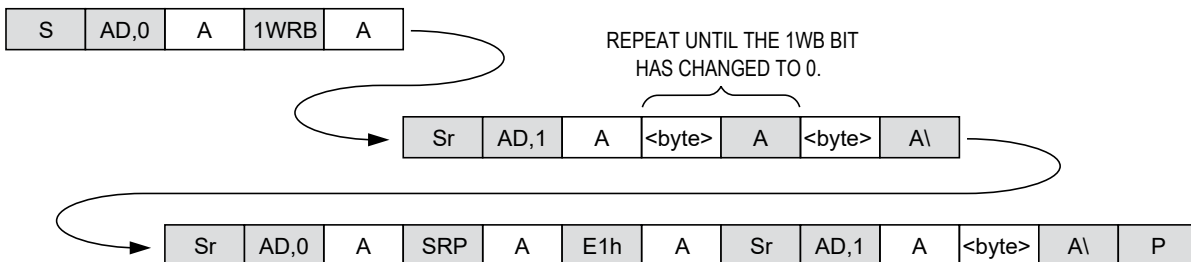 S AD,0 A 1WRB A
REPEAT UNTIL THE 1WB BIT
HAS CHANGED TO 0.
Sr AD,1 A <byte> A <byte> A\
Sr AD,0 A SRP A E1h A Sr AD,1 A <byte> A\ P